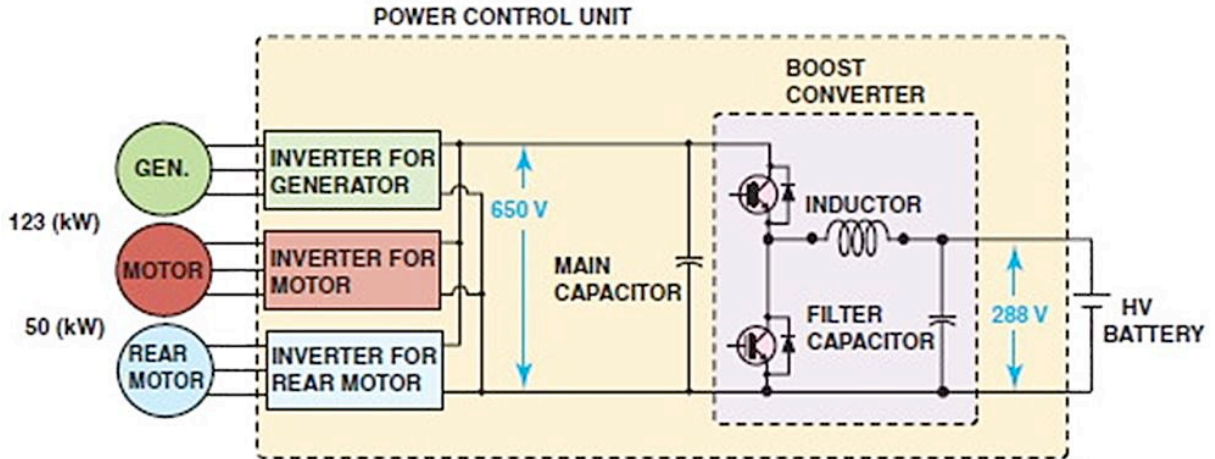 POWER CONTROL UNIT
BOOST
CONVERTER
GEN.
INVERTER FOR
GENERATOR
650 V
INDUCTOR
123 (kW)
MOTOR
INVERTER FOR
MOTOR
MAIN
CAPACITOR
50 (kW)
FILTER
CAPACITOR
288 V
HV
BATTERY
REAR
MOTOR
INVERTER FOR
REAR MOTOR